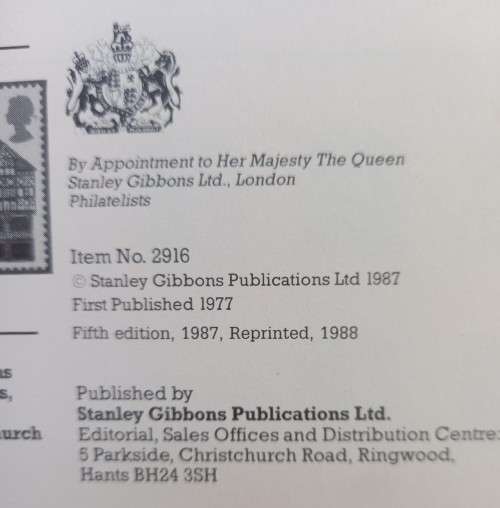 By Appointment to Her Majesty The Queen
Stanley Gibbons Ltd., London
Philatelists
Item No. 2916
© Stanley Gibbons Publications Ltd 1987
First Published 1977
Fifth edition, 1987, Reprinted, 1988
Published by
Stanley Gibbons Publications Ltd.
Editorial, Sales Offices and Distribution Centre:
5 Parkside, Christchurch Road, Ringwood,
Hants BH24 3SH